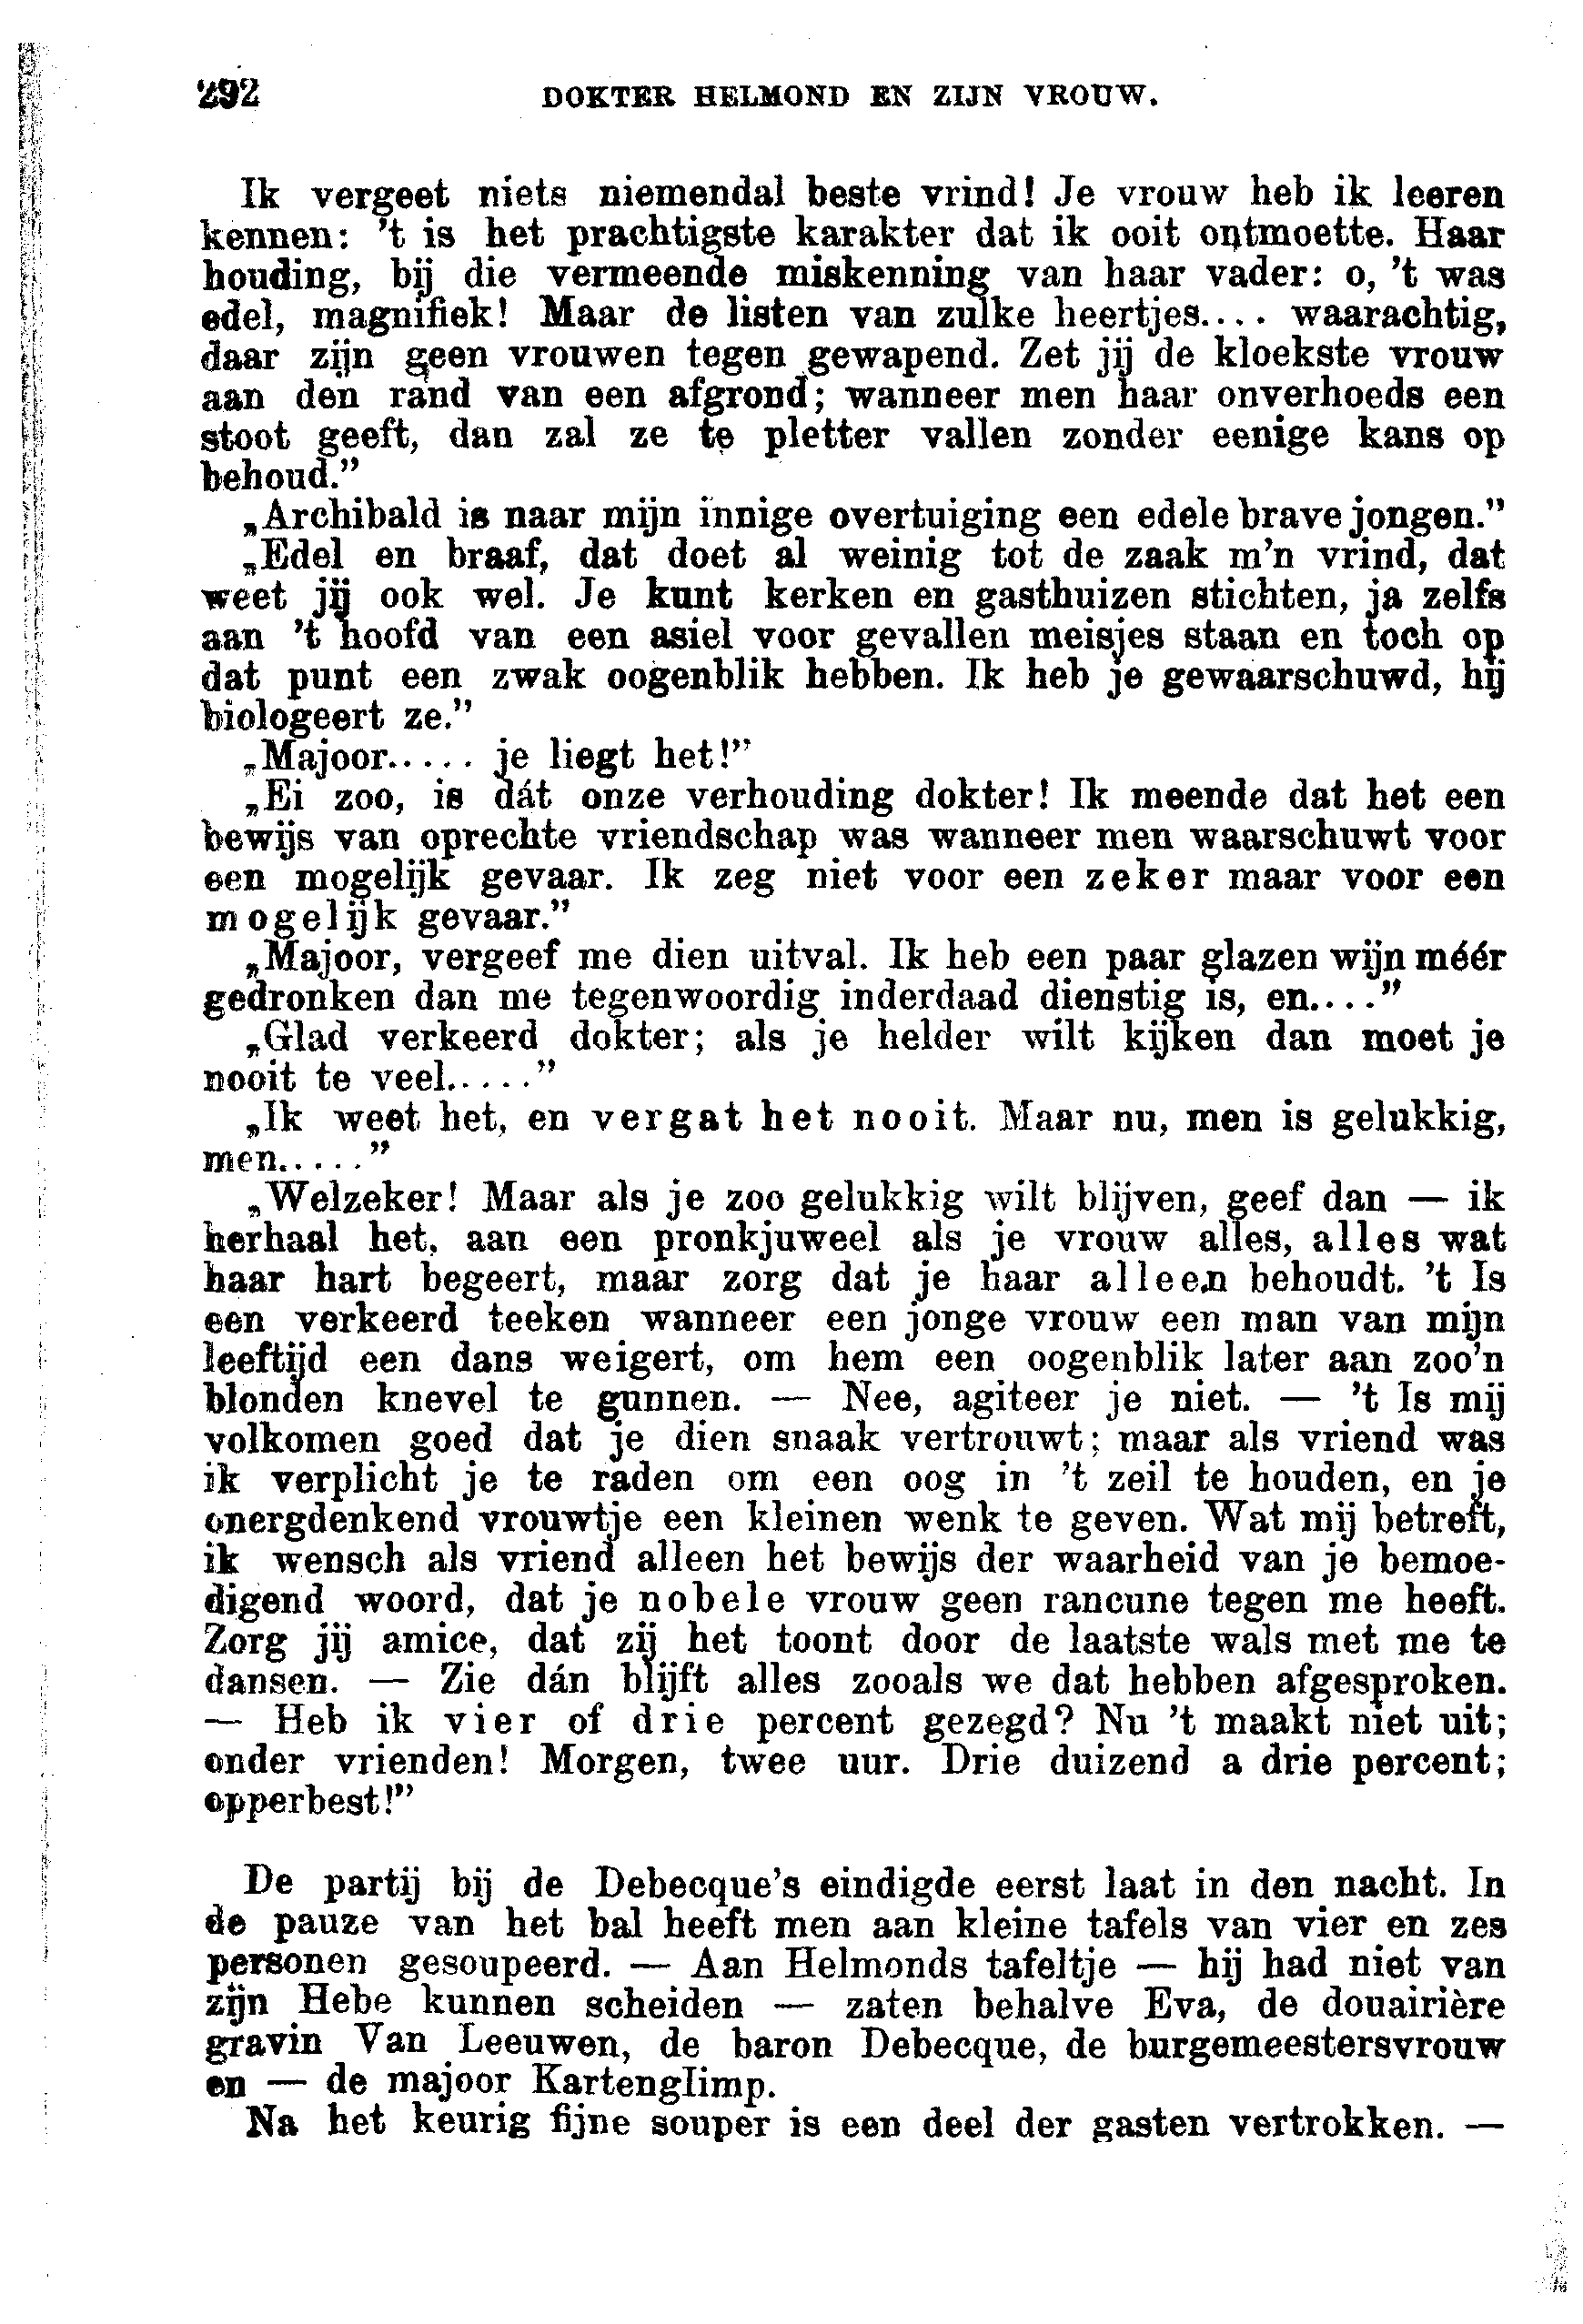 292 DOKTER HELMOND EN ZIJN VROUW.
Ik vergeet niets niemendal beste vrind! Je vrouw heb ik leeren
kennen: 't is het prachtigste karakter dat ik ooit ontmoette. Haar
houding, bij die vermeende miskenning van haar vader: o, 't was
edel, magnifiek! Maar de listen van zulke heertjes.... waarachtig,
daar zijn geen vrouwen tegen gewapend. Zet jij de kloekste vrouw
aan den rand van een afgrond; wanneer men haar onverhoeds een
stoot geeft, dan zal ze te pletter vallen zonder eenige kans op
behoud.”
„Archibald is naar mijn innige overtuiging een edele brave jongen.”
„Edel en braaf, dat doet al weinig tot de zaak m'n vrind, dat
weet jij ook wel. Je kunt kerken en gasthuizen stichten, ja zelfs
aan 't hoofd van een asiel voor gevallen meisjes staan en toch op
dat punt een zwak oogenblik hebben. Ik heb je gewaarschuwd, hij
biologeert ze.”
„Majoor..... je liegt het!”
„Ei zoo, is dát onze verhouding dokter! Ik meende dat het een
bewijs van oprechte vriendschap was wanneer men waarschuwt voor
een mogelijk gevaar. Ik zeg niet voor een zeker maar voor een
mogelijk gevaar.”
„Majoor, vergeef me dien uitval. Ik heb een paar glazen wijn méér
gedronken dan me tegenwoordig inderdaad dienstig is, en....”
„Glad verkeerd dokter; als je helder wilt kijken dan moet je
nooit te veel.....”
„Ik weet het, en vergat het nooit. Maar nu, men is gelukkig,
men.....”
„Welzeker! Maar als je zoo gelukkig wilt blijven, geef dan — ik
herhaal het, aan een pronkjuweel als je vrouw alles, alles wat
haar hart begeert, maar zorg dat je haar alleen behoudt. 't Is
een verkeerd teeken wanneer een jonge vrouw een man van mijn
leeftijd een dans weigert, om hem een oogenblik later aan zoo'n
blonden knevel te gunnen. — Nee, agiteer je niet. — 't Is mij
volkomen goed dat je dien snaak vertrouwt; maar als vriend was
ik verplicht je te raden om een oog in 't zeil te houden, en je
onergdenkend vrouwtje een kleinen wenk te geven. Wat mij betreft,
ik wensch als vriend alleen het bewijs der waarheid van je bemoe-
digend woord, dat je nobele vrouw geen rancune tegen me heeft.
Zorg jij amice, dat zij het toont door de laatste wals met me te
dansen. — Zie dán blijft alles zooals we dat hebben afgesproken.
— Heb ik vier of drie percent gezegd? Nu 't maakt niet uit;
onder vrienden! Morgen, twee uur. Drie duizend a drie percent;
opperbest!”
De partij bij de Debecque's eindigde eerst laat in den nacht. In
de pauze van het bal heeft men aan kleine tafels van vier en zes
personen gesoupeerd. — Aan Helmonds tafeltje — hij had niet van
zijn Hebe kunnen scheiden — zaten behalve Eva, de douairière
gravin Van Leeuwen, de baron Debecque, de burgemeestersvrouw
en — de majoor Kartenglimp.
Na het keurig fijne souper is een deel der gasten vertrokken. —